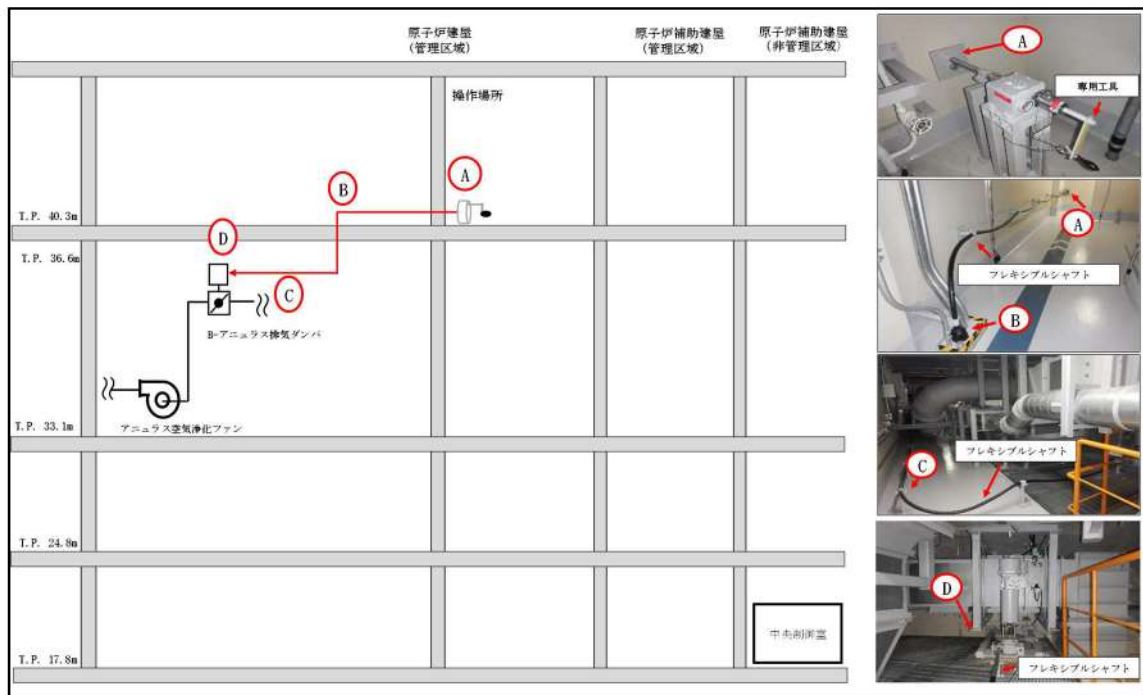 原子炉建屋
(管理区域)
原子炉補助建屋
(管理区域)
原子炉補助建屋
(非管理区域)
操作場所
A
B
T.P. 40.3m
D
T.P. 36.6m
C
B-アニュラス排気ダンパ
アニュラス空気浄化ファン
T.P. 33.1m
T.P. 24.8m
中央制御室
T.P. 17.8m
A
専用工具
A
フレキシブルシャフト
B
フレキシブルシャフト
C
D
フレキシブルシャフト